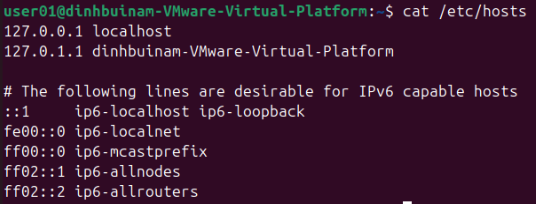 user01@dinhbuinam-VMware-Virtual-Platform:~$ cat /etc/hosts
127.0.0.1 localhost
127.0.1.1 dinhbuinam-VMware-Virtual-Platform

# The following lines are desirable for IPv6 capable hosts
::1     ip6-localhost ip6-loopback
fe00::0 ip6-localnet
ff00::0 ip6-mcastprefix
ff02::1 ip6-allnodes
ff02::2 ip6-allrouters